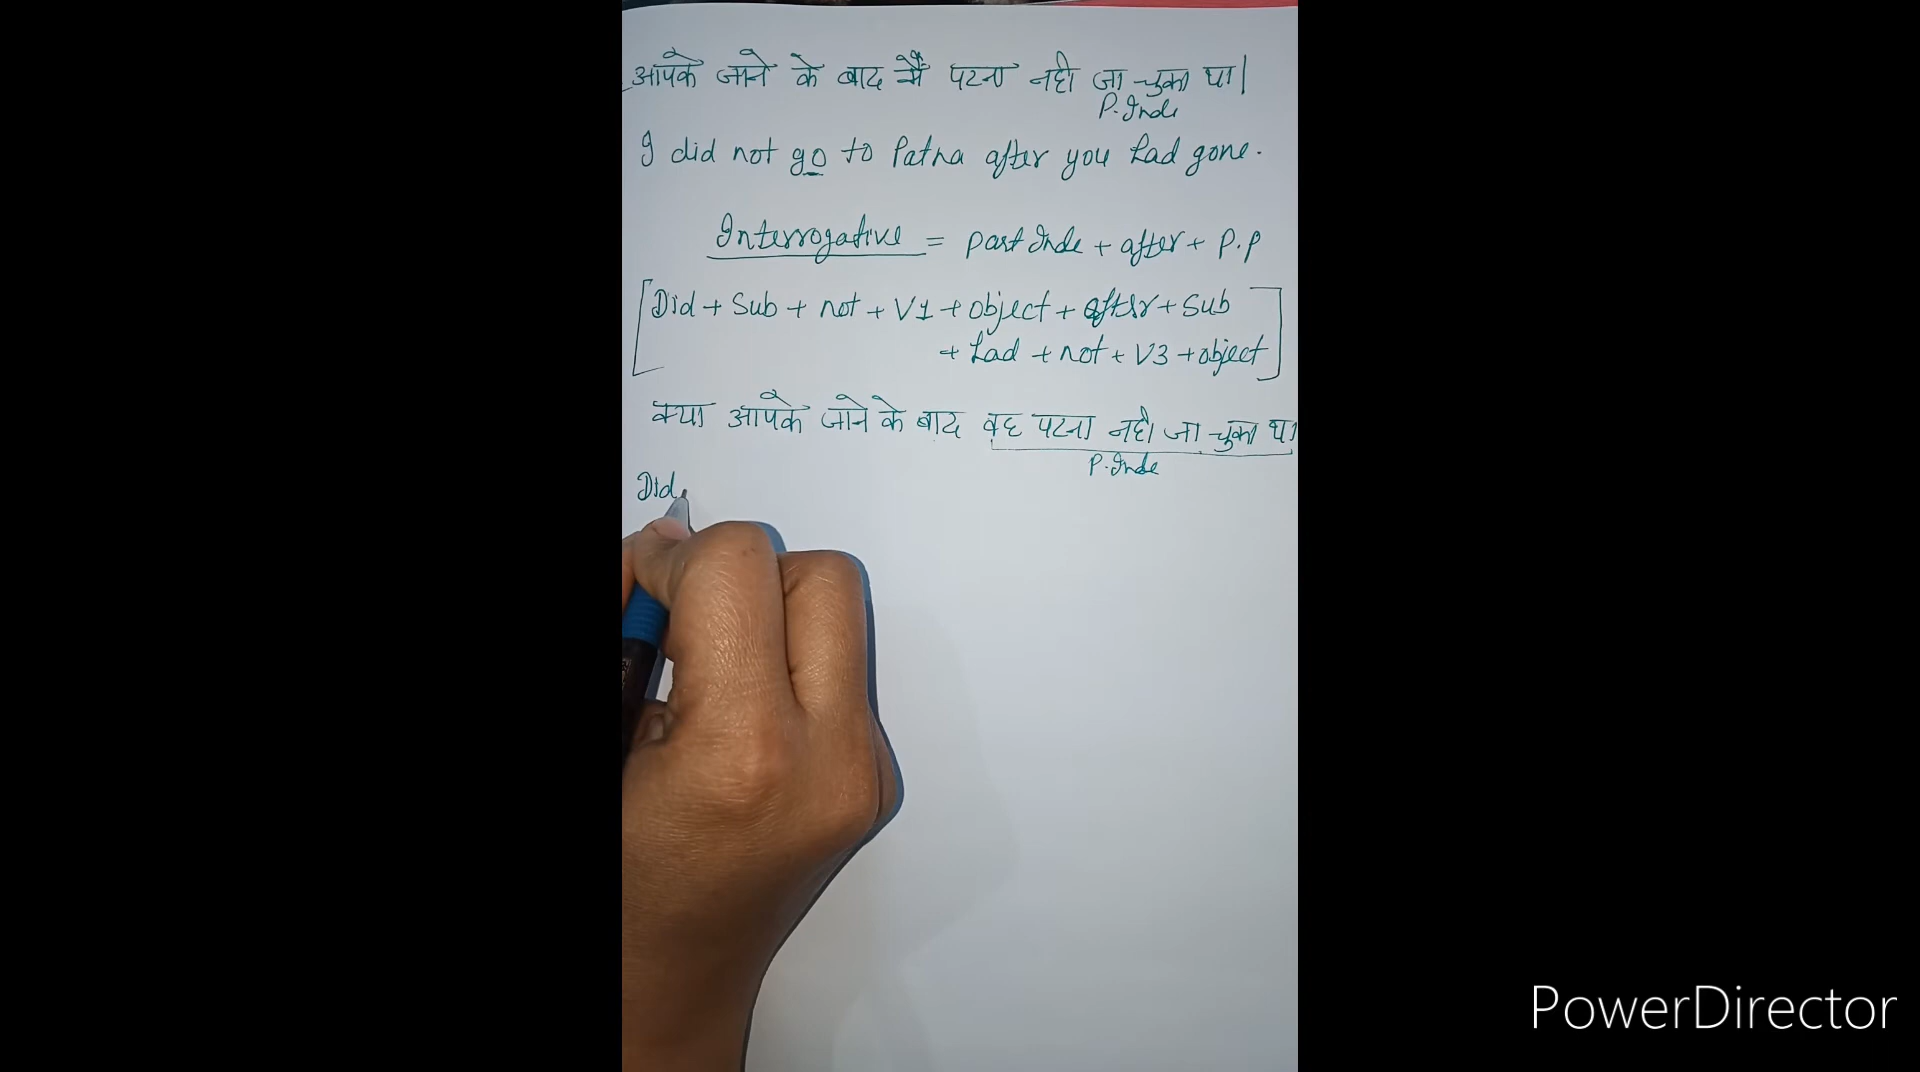 आपके जाने के बाद मैं पटना नही जा चुका था।
P. Inde
I did not go to Patna after you had gone.
Interrogative = past Inde + after + P.P
[Did + Sub + not + V1 + object + after + Sub
+ had + not + V3 + object]
क्या आपके जाने के बाद वह पटना नही जा चुका था
P. Inde
Did
PowerDirector